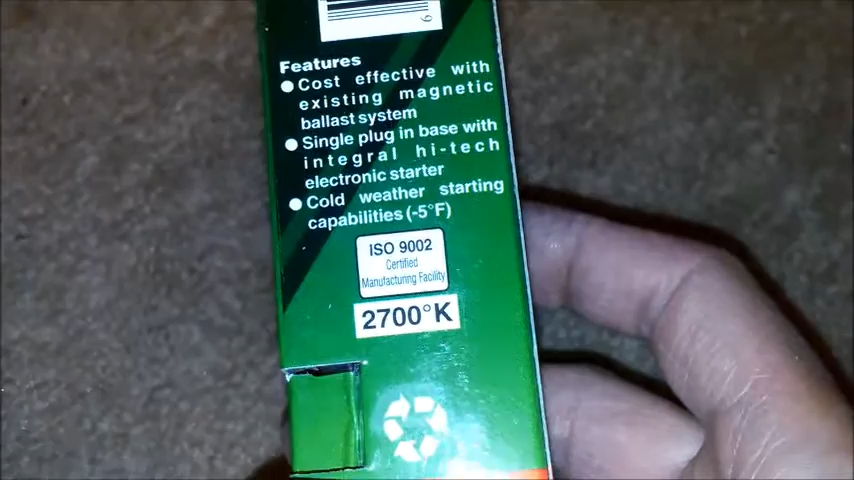 6
Features
Cost effective with
existing magnetic
ballast system
Single plug in base with
integral hi-tech
electronic starter
Cold weather starting
capabilities (-5°F)
ISO 9002
Certified
Manufacturing Facility
2700°K